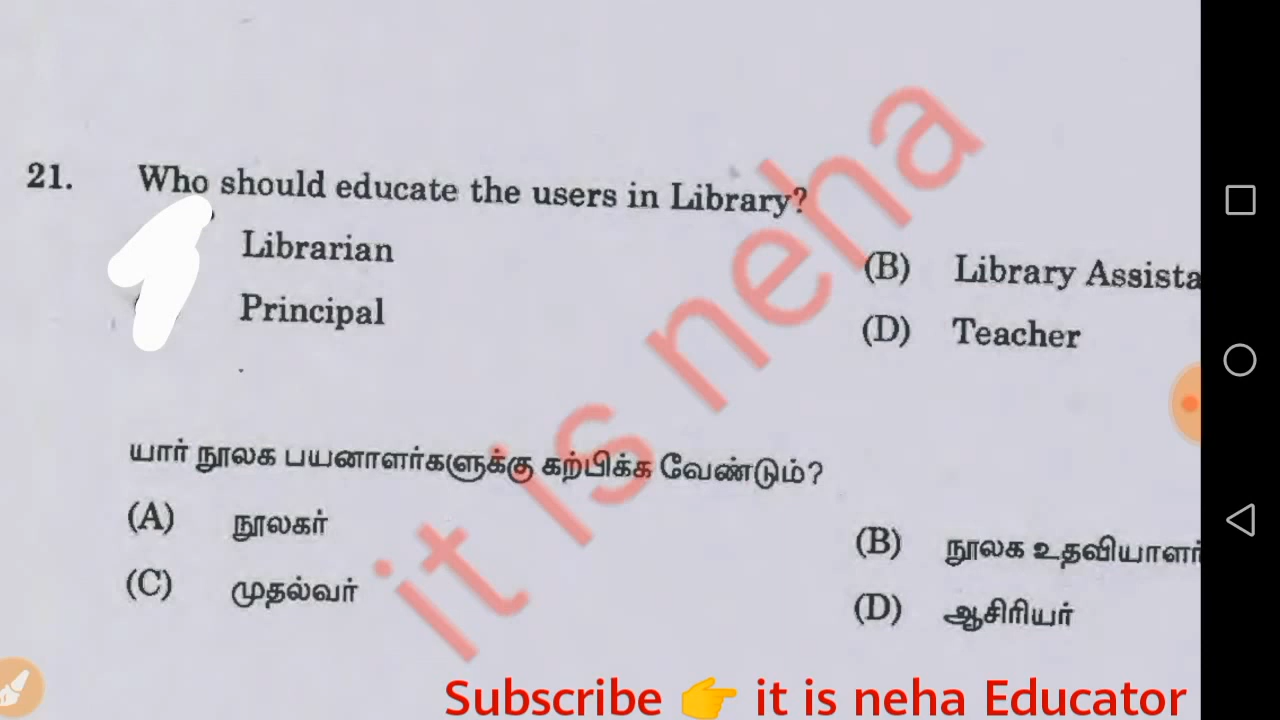 21. Who should educate the users in Library?
Librarian (B) Library Assista
Principal (D) Teacher
யார் நூலக பயனாளர்களுக்கு கற்பிக்க வேண்டும்?
(A) நூலகர் (B) நூலக உதவியாளர்
(C) முதல்வர் (D) ஆசிரியர்
it is neha
Subscribe 👉 it is neha Educator